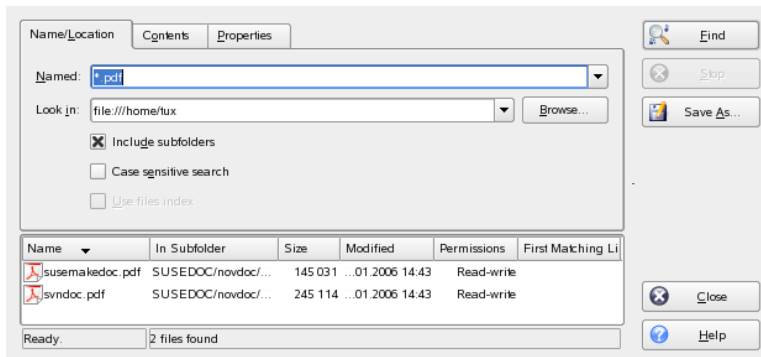 Name/Location Contents Properties
Find
Named: *.pdf
Stop
Look in: file:///home/tux Browse...
Save As...
Include subfolders
Case sensitive search
Use files index
Name In Subfolder Size Modified Permissions First Matching Li
susemakedoc.pdf SUSEDOC/novdoc/... 145 031 ...01.2006 14:43 Read-write
svndoc.pdf SUSEDOC/novdoc/... 245 114 ...01.2006 14:43 Read-write
Close
Ready. 2 files found
Help